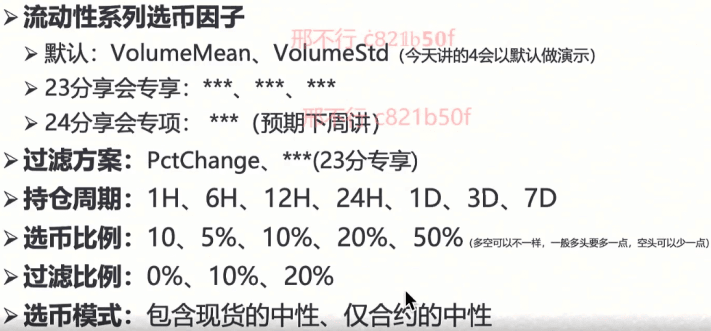 ➢流动性系列选币因子
➢默认：VolumeMean、VolumeStd（今天讲的4会以默认做演示）
➢23分享会专享：***、***、***
➢24分享会专项： ***（预期下周讲）
➢过滤方案：PctChange、***(23分专享)
➢持仓周期：1H、6H、12H、24H、1D、3D、7D
➢选币比例：10、5%、10%、20%、50%（多空可以不一样，一般多头要多一点，空头可以少一点）
➢过滤比例：0%、10%、20%
➢选币模式：包含现货的中性、仅合约的中性
邢不行 c821b50f
邢不行 c821b50f